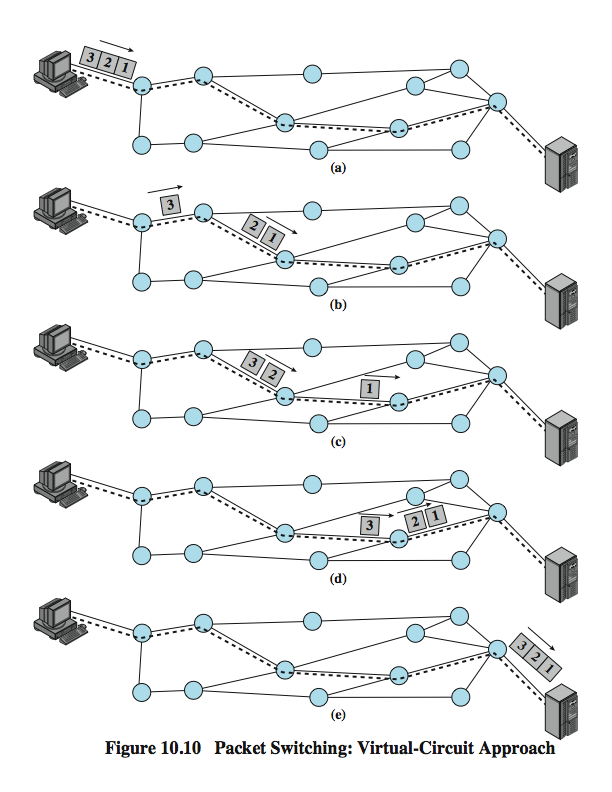 3 2 1
(a)
3
2 1
(b)
3 2
1
(c)
3
2 1
(d)
3 2 1
(e)
Figure 10.10 Packet Switching: Virtual-Circuit Approach